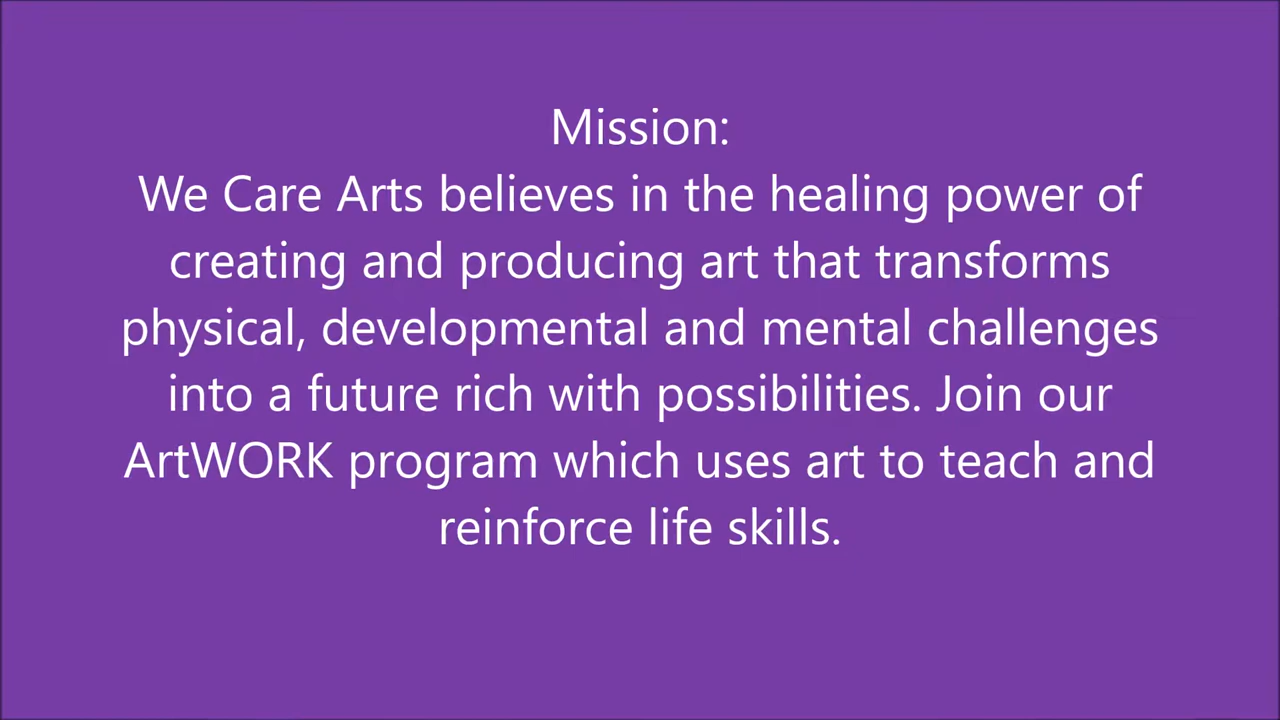 Mission:
We Care Arts believes in the healing power of
creating and producing art that transforms
physical, developmental and mental challenges
into a future rich with possibilities. Join our
ArtWORK program which uses art to teach and
reinforce life skills.